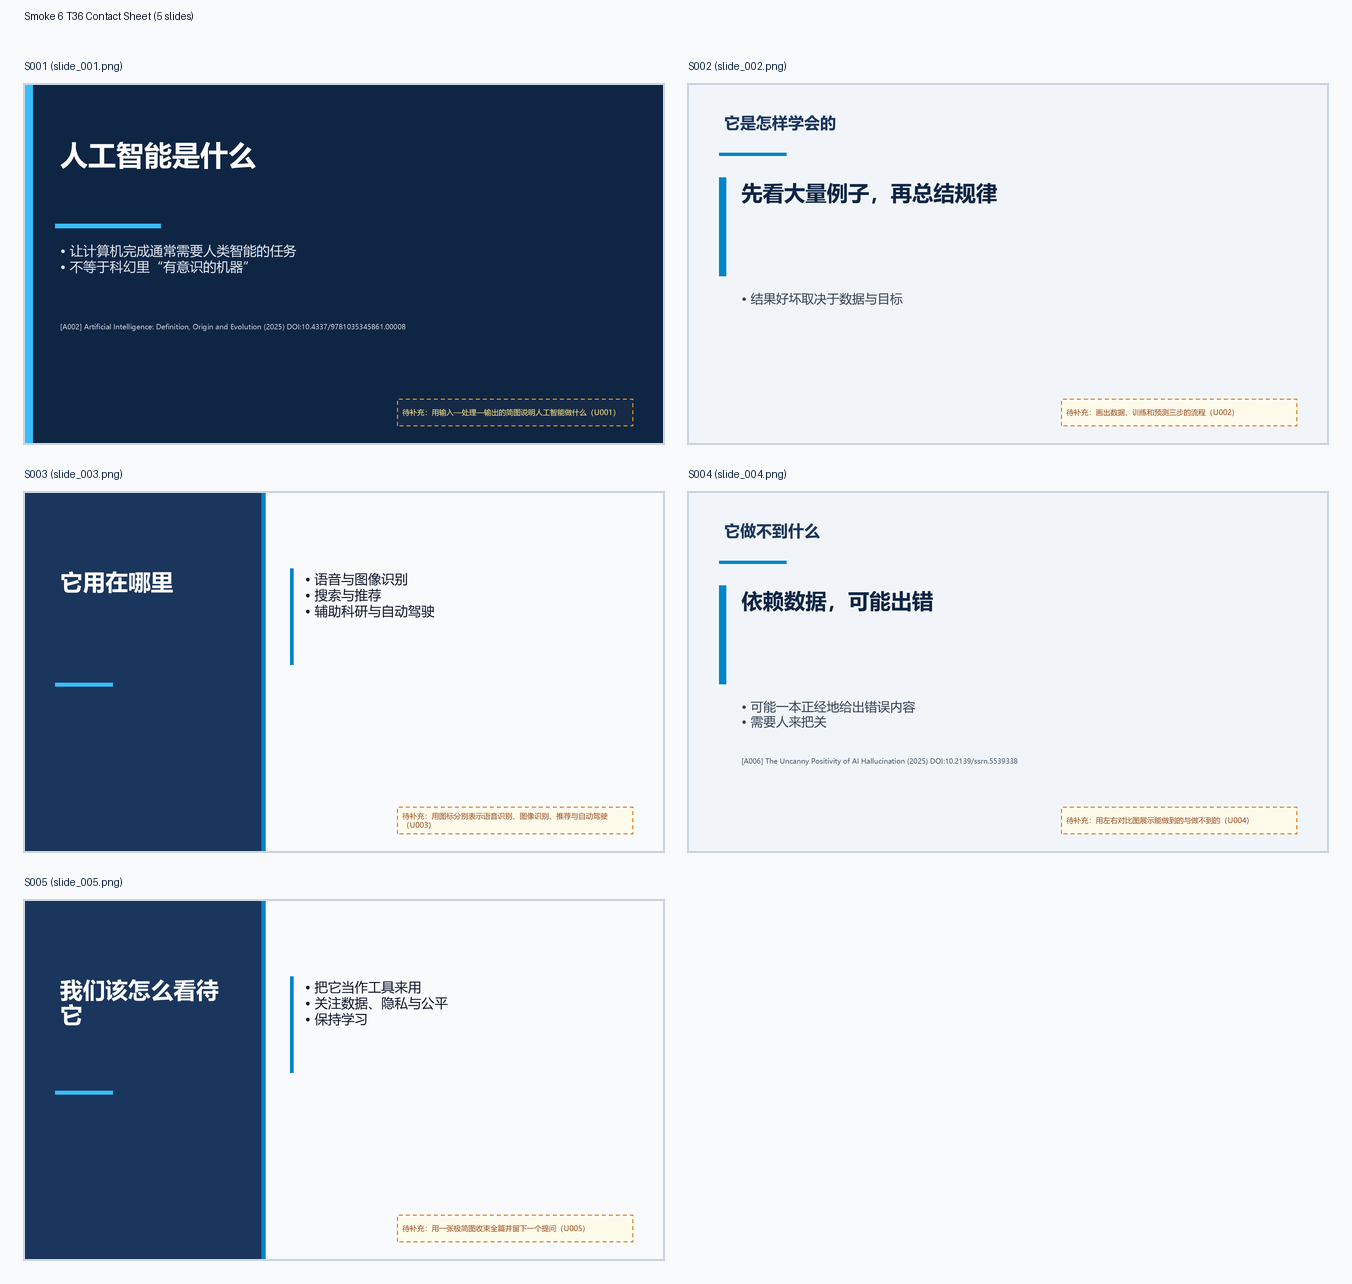 Smoke 6 T36 Contact Sheet (5 slides)
S001 (slide_001.png)
人工智能是什么
• 让计算机完成通常需要人类智能的任务
• 不等于科幻里“有意识的机器”
[A002] Artificial Intelligence: Definition, Origin and Evolution (2025) DOI:10.4337/9781035345861.00008
待补充：用输入—处理—输出的简图说明人工智能做什么（U001）
S002 (slide_002.png)
它是怎样学会的
先看大量例子，再总结规律
• 结果好坏取决于数据与目标
待补充：画出数据、训练和预测三步的流程（U002）
S003 (slide_003.png)
它用在哪里
• 语音与图像识别
• 搜索与推荐
• 辅助科研与自动驾驶
待补充：用图标分别表示语音识别、图像识别、推荐与自动驾驶
（U003）
S004 (slide_004.png)
它做不到什么
依赖数据，可能出错
• 可能一本正经地给出错误内容
• 需要人来把关
[A006] The Uncanny Positivity of AI Hallucination (2025) DOI:10.2139/ssrn.5539338
待补充：用左右对比图展示能做到的与做不到的（U004）
S005 (slide_005.png)
我们该怎么看待
它
• 把它当作工具来用
• 关注数据、隐私与公平
• 保持学习
待补充：用一张极简图收束全篇并留下一个提问（U005）